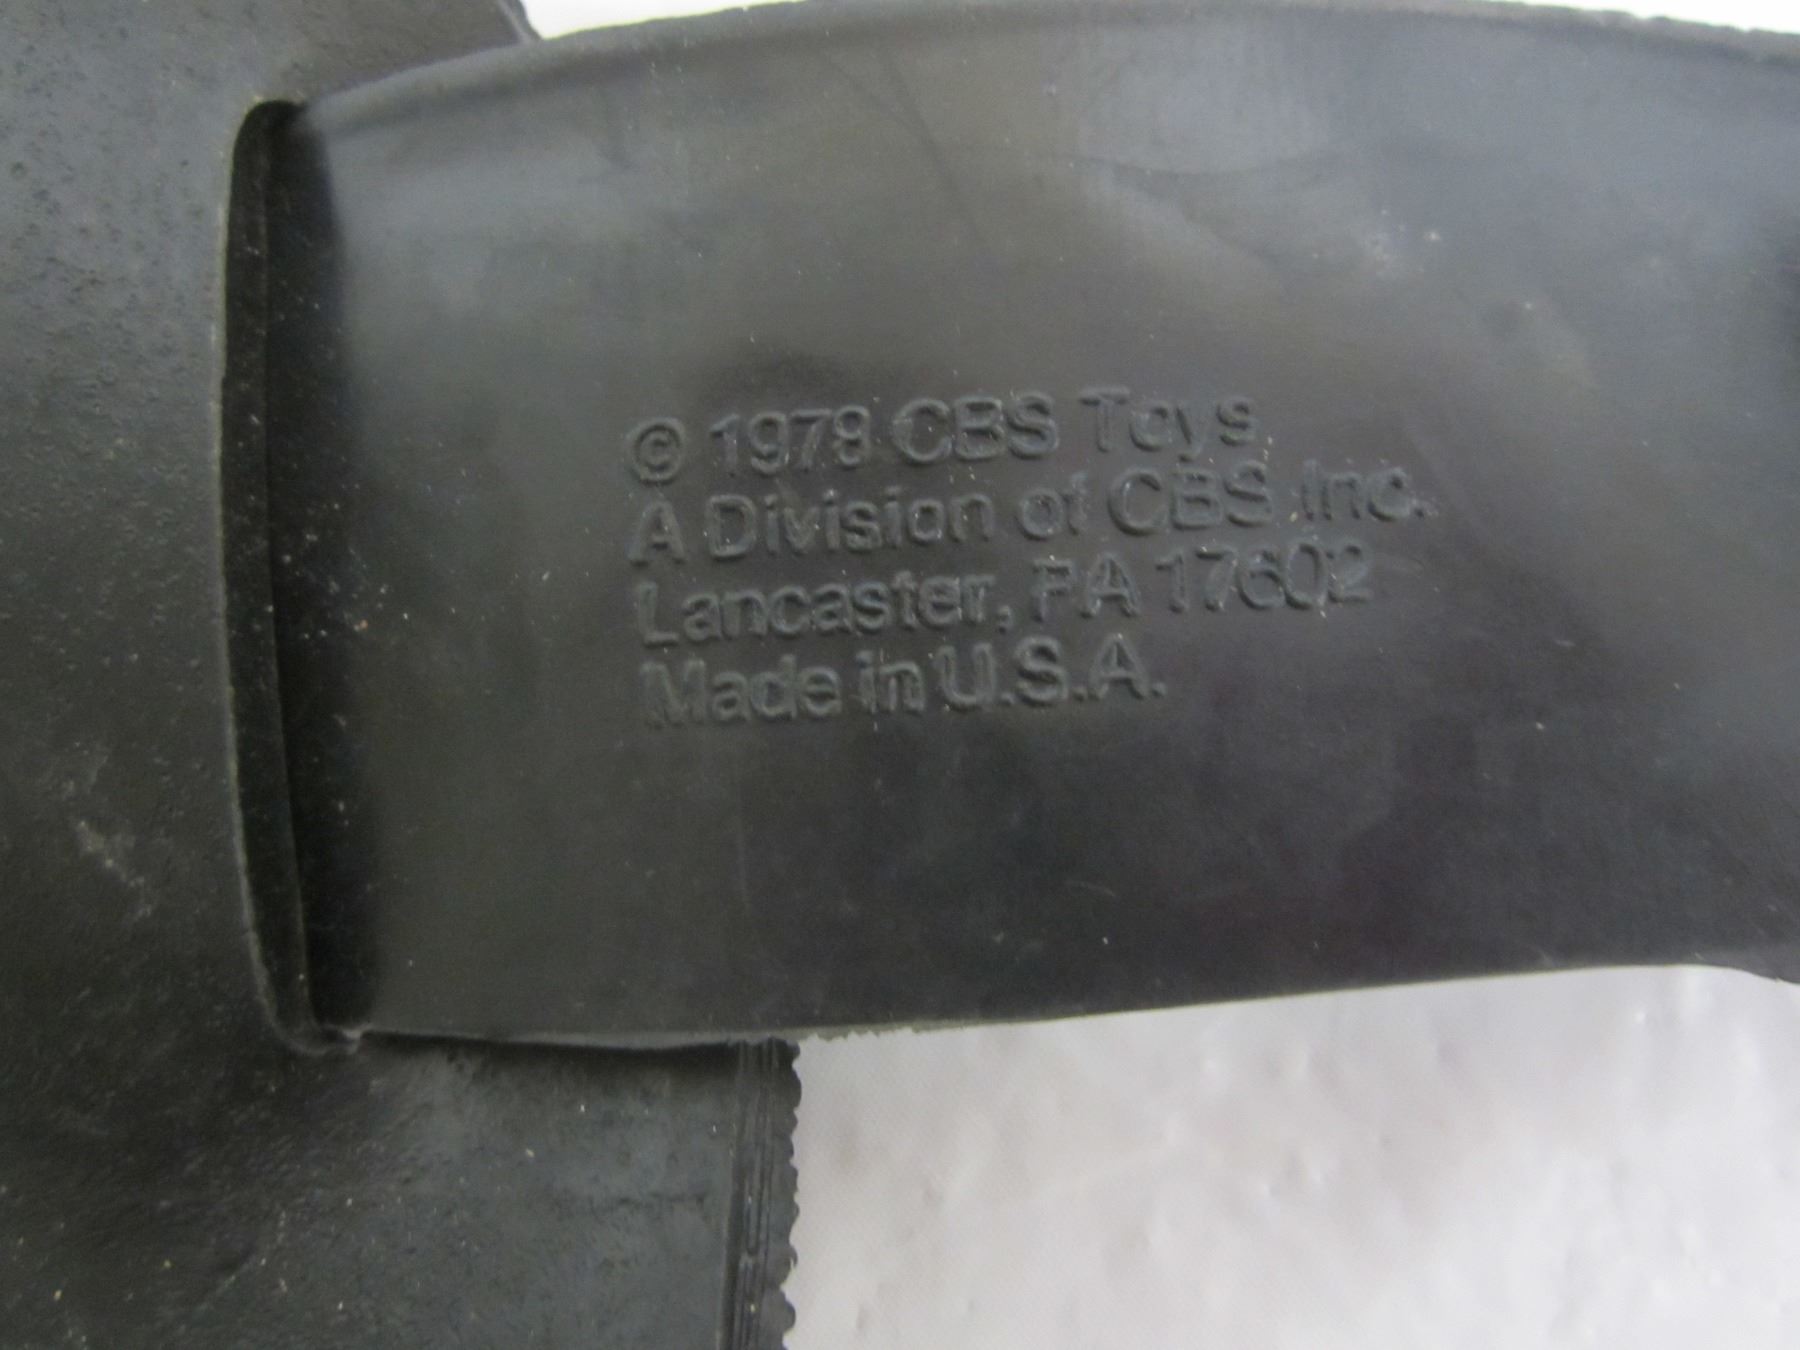 © 1978 CBS Toys
A Division of CBS Inc.
Lancaster, PA 17602
Made in U.S.A.